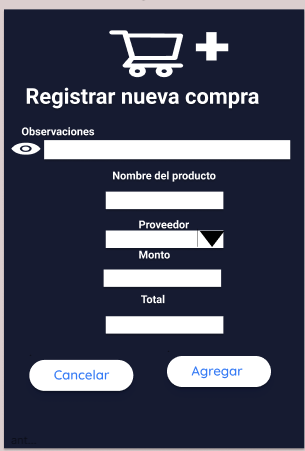 Registrar nueva compra
Observaciones
Nombre del producto
Proveedor
Monto
Total
Cancelar
Agregar